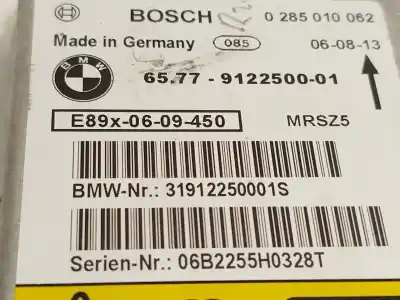 BOSCH 0 285 010 062
Made in Germany 085 06-08-13
BMW 65.77 - 9122500-01
E89x-06-09-450 MRSZ5
BMW-Nr.: 31912250001S
Serien-Nr.: 06B2255H0328T